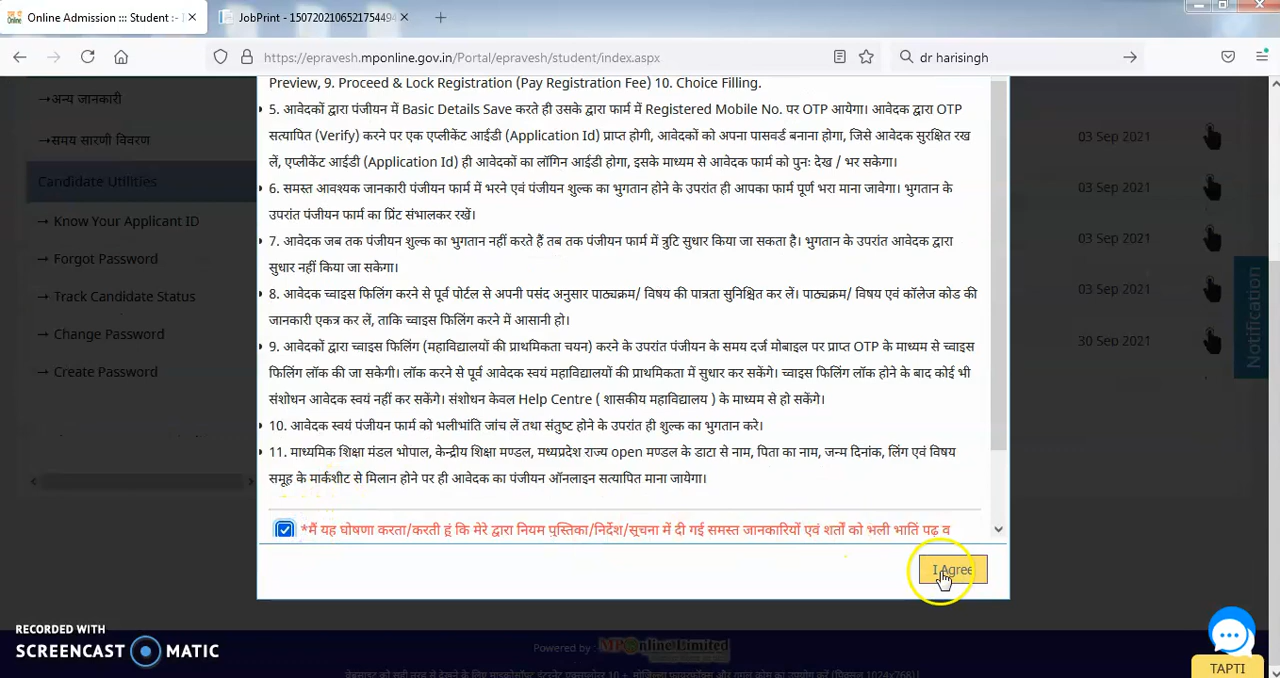 Online Admission ::: Student :-
JobPrint - 15072021065217544​94
https://epravesh.mponline.gov.in/Portal/epravesh/student/index.aspx
dr harisingh
→अन्य जानकारी
→समय सारणी विवरण
Candidate Utilities
→ Know Your Applicant ID
→ Forgot Password
→ Track Candidate Status
→ Change Password
→ Create Password
Preview, 9. Proceed & Lock Registration (Pay Registration Fee) 10. Choice Filling.
5. आवेदकों द्वारा पंजीयन में Basic Details Save करते ही उसके द्वारा फार्म में Registered Mobile No. पर OTP आयेगा। आवेदक द्वारा OTP
सत्यापित (Verify) करने पर एक एप्लीकेंट आईडी (Application Id) प्राप्त होगी, आवेदकों को अपना पासवर्ड बनाना होगा, जिसे आवेदक सुरक्षित रख
लें, एप्लीकेंट आईडी (Application Id) ही आवेदकों का लॉगिन आईडी होगा, इसके माध्यम से आवेदक फार्म को पुनः देख / भर सकेगा।
6. समस्त आवश्यक जानकारी पंजीयन फार्म में भरने एवं पंजीयन शुल्क का भुगतान होने के उपरांत ही आपका फार्म पूर्ण भरा माना जावेगा। भुगतान के
उपरांत पंजीयन फार्म का प्रिंट संभालकर रखें।
7. आवेदक जब तक पंजीयन शुल्क का भुगतान नहीं करते हैं तब तक पंजीयन फार्म में त्रुटि सुधार किया जा सकता है। भुगतान के उपरांत आवेदक द्वारा
सुधार नहीं किया जा सकेगा।
8. आवेदक च्वाइस फिलिंग करने से पूर्व पोर्टल से अपनी पसंद अनुसार पाठ्यक्रम/ विषय की पात्रता सुनिश्चित कर लें। पाठ्यक्रम/ विषय एवं कॉलेज कोड की
जानकारी एकत्र कर लें, ताकि च्वाइस फिलिंग करने में आसानी हो।
9. आवेदकों द्वारा च्वाइस फिलिंग (महाविद्यालयों की प्राथमिकता चयन) करने के उपरांत पंजीयन के समय दर्ज मोबाइल पर प्राप्त OTP के माध्यम से च्वाइस
फिलिंग लॉक की जा सकेगी। लॉक करने से पूर्व आवेदक स्वयं महाविद्यालयों की प्राथमिकता में सुधार कर सकेंगे। च्वाइस फिलिंग लॉक होने के बाद कोई भी
संशोधन आवेदक स्वयं नहीं कर सकेंगे। संशोधन केवल Help Centre ( शासकीय महाविद्यालय ) के माध्यम से हो सकेंगे।
10. आवेदक स्वयं पंजीयन फार्म को भलीभांति जांच लें तथा संतुष्ट होने के उपरांत ही शुल्क का भुगतान करे।
11. माध्यमिक शिक्षा मंडल भोपाल, केन्द्रीय शिक्षा मण्डल, मध्यप्रदेश राज्य open मण्डल के डाटा से नाम, पिता का नाम, जन्म दिनांक, लिंग एवं विषय
समूह के मार्कशीट से मिलान होने पर ही आवेदक का पंजीयन ऑनलाइन सत्यापित माना जायेगा।
*मैं यह घोषणा करता/करती हूं कि मेरे द्वारा नियम पुस्तिका/निर्देश/सूचना में दी गई समस्त जानकारियों एवं शर्तों को भली भातिं पढ़ व
I Agree
03 Sep 2021
03 Sep 2021
03 Sep 2021
03 Sep 2021
30 Sep 2021
Notification
Powered by : MPOnline Limited
RECORDED WITH
SCREENCAST MATIC
TAPTI